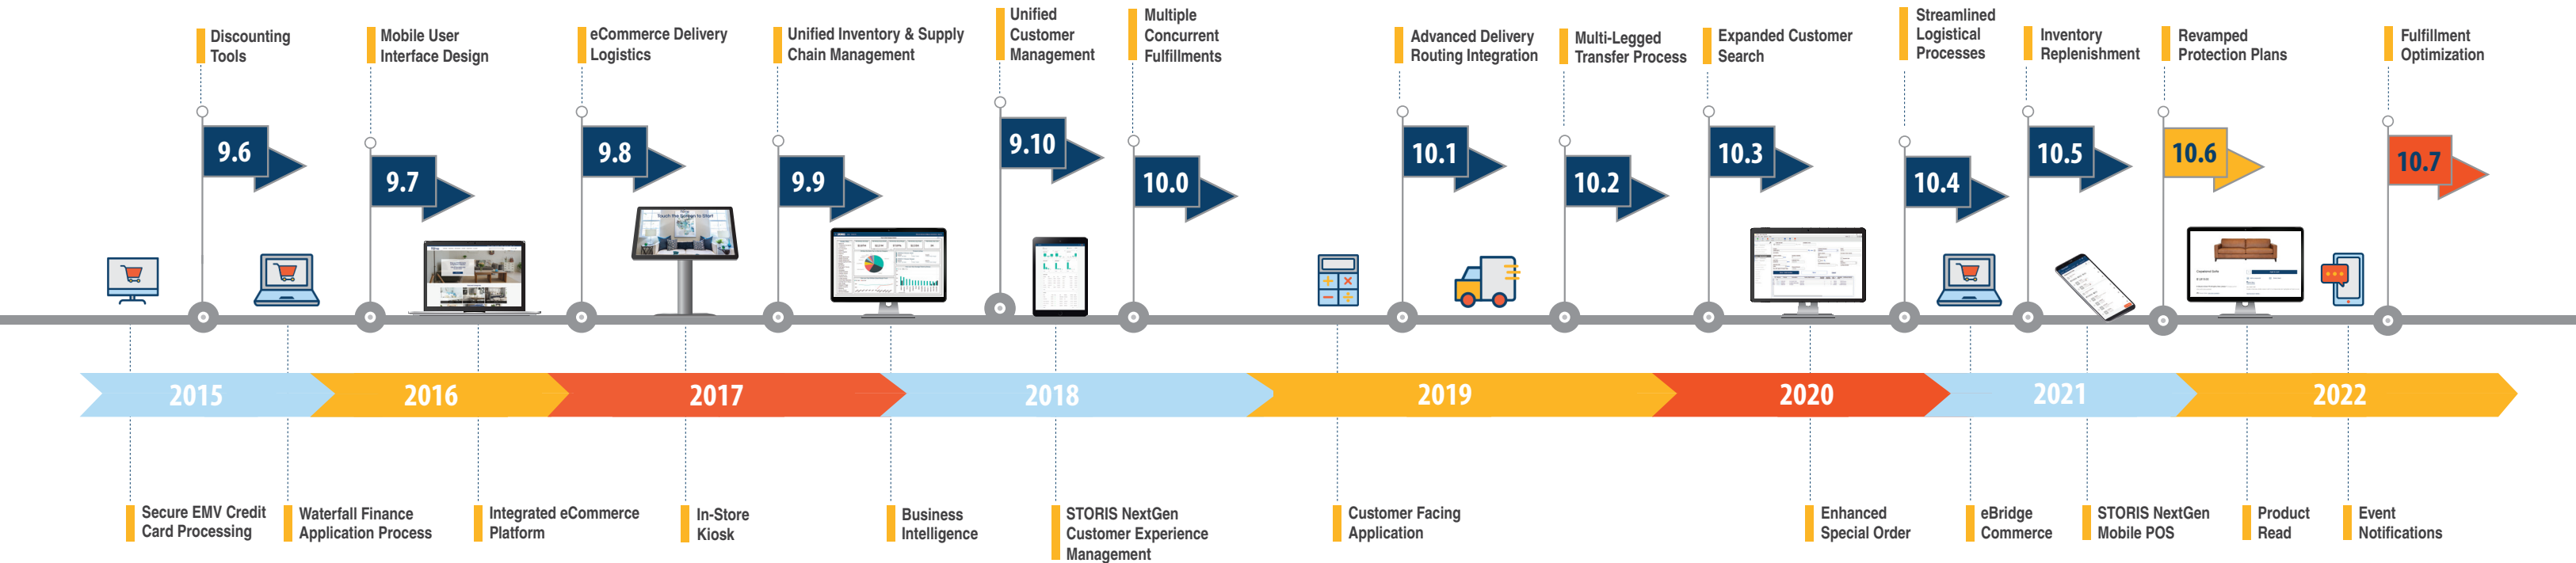 Discounting
Tools
Mobile User
Interface Design
eCommerce Delivery
Logistics
Unified Inventory & Supply
Chain Management
Unified
Customer
Management
Multiple
Concurrent
Fulfillments
Advanced Delivery
Routing Integration
Multi-Legged
Transfer Process
Expanded Customer
Search
Streamlined
Logistical
Processes
Inventory
Replenishment
Revamped
Protection Plans
Fulfillment
Optimization
9.6
9.7
9.8
9.9
9.10
10.0
10.1
10.2
10.3
10.4
10.5
10.6
10.7
Touch the Screen to Start
2015
2016
2017
2018
2019
2020
2021
2022
Secure EMV Credit
Card Processing
Waterfall Finance
Application Process
Integrated eCommerce
Platform
In-Store
Kiosk
Business
Intelligence
STORIS NextGen
Customer Experience
Management
Customer Facing
Application
Enhanced
Special Order
eBridge
Commerce
STORIS NextGen
Mobile POS
Product
Read
Event
Notifications